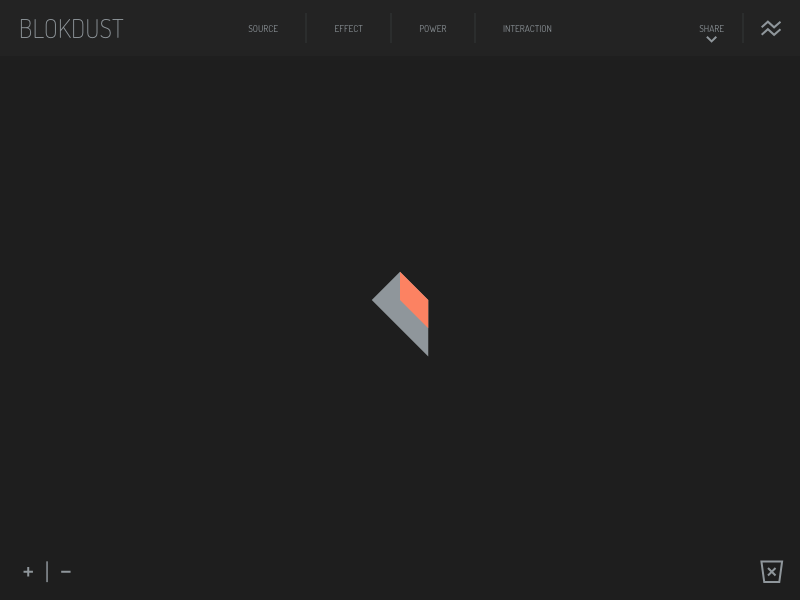 BLOKDUST
SOURCE
EFFECT
POWER
INTERACTION
SHARE